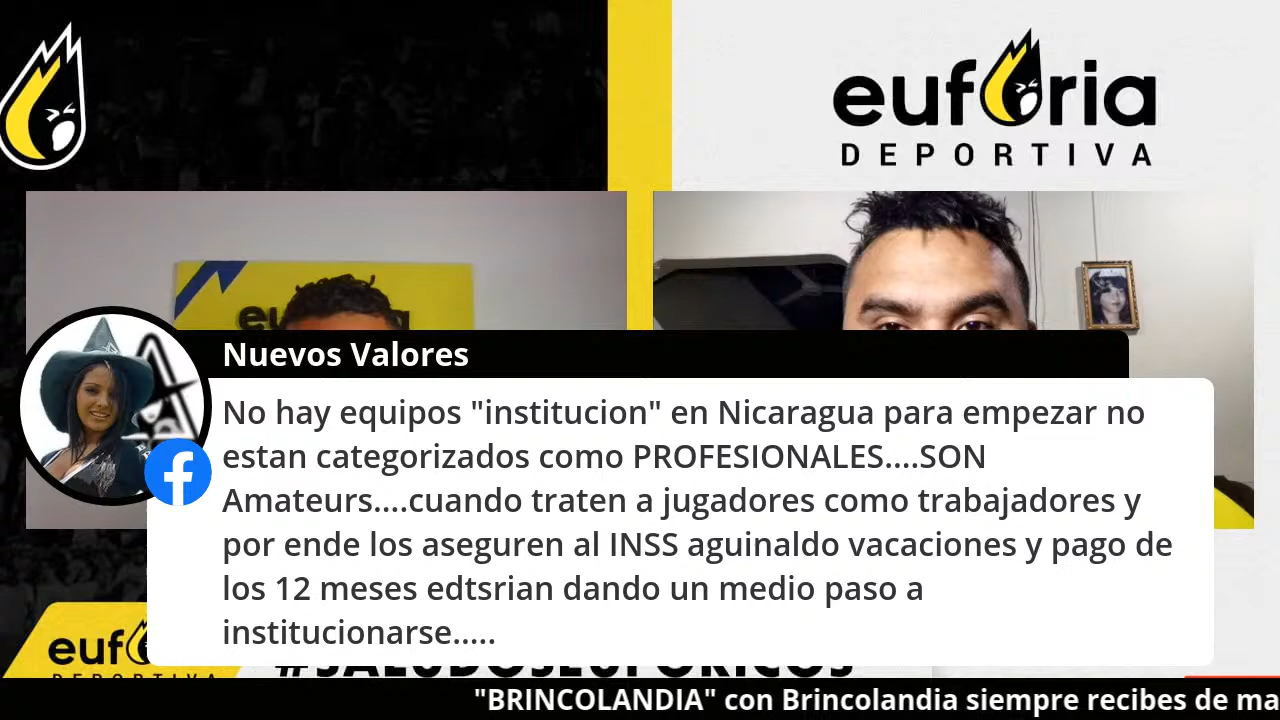 euforia
DEPORTIVA
Nuevos Valores
No hay equipos "institucion" en Nicaragua para empezar no
estan categorizados como PROFESIONALES....SON
Amateurs....cuando traten a jugadores como trabajadores y
por ende los aseguren al INSS aguinaldo vacaciones y pago de
los 12 meses edtsrian dando un medio paso a
institucionarse.....
#SALUDOSEUFORICOS
"BRINCOLANDIA" con Brincolandia siempre recibes de ma